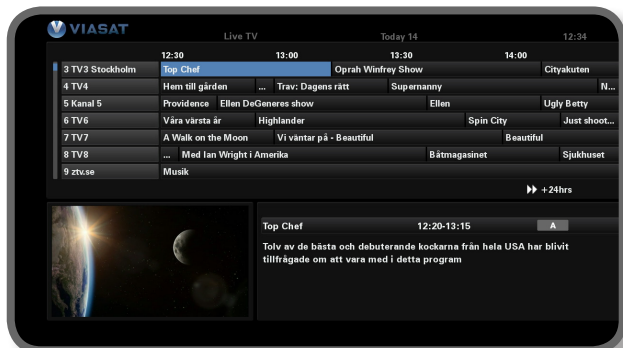 VIASAT
Live TV Today 14 12:34
12:30 13:00 13:30 14:00
3 TV3 Stockholm Top Chef Oprah Winfrey Show Cityakuten
4 TV4 Hem till gården ... Trav: Dagens rätt Supernanny N...
5 Kanal 5 Providence Ellen DeGeneres show Ellen Ugly Betty
6 TV6 Våra värsta år Highlander Spin City Just shoot...
7 TV7 A Walk on the Moon Vi väntar på - Beautiful Beautiful
8 TV8 ... Med Ian Wright i Amerika Båtmagasinet Sjukhuset
9 ztv.se Musik
+24hrs
Top Chef 12:20-13:15 A
Tolv av de bästa och debuterande kockarna från hela USA har blivit
tillfrågade om att vara med i detta program